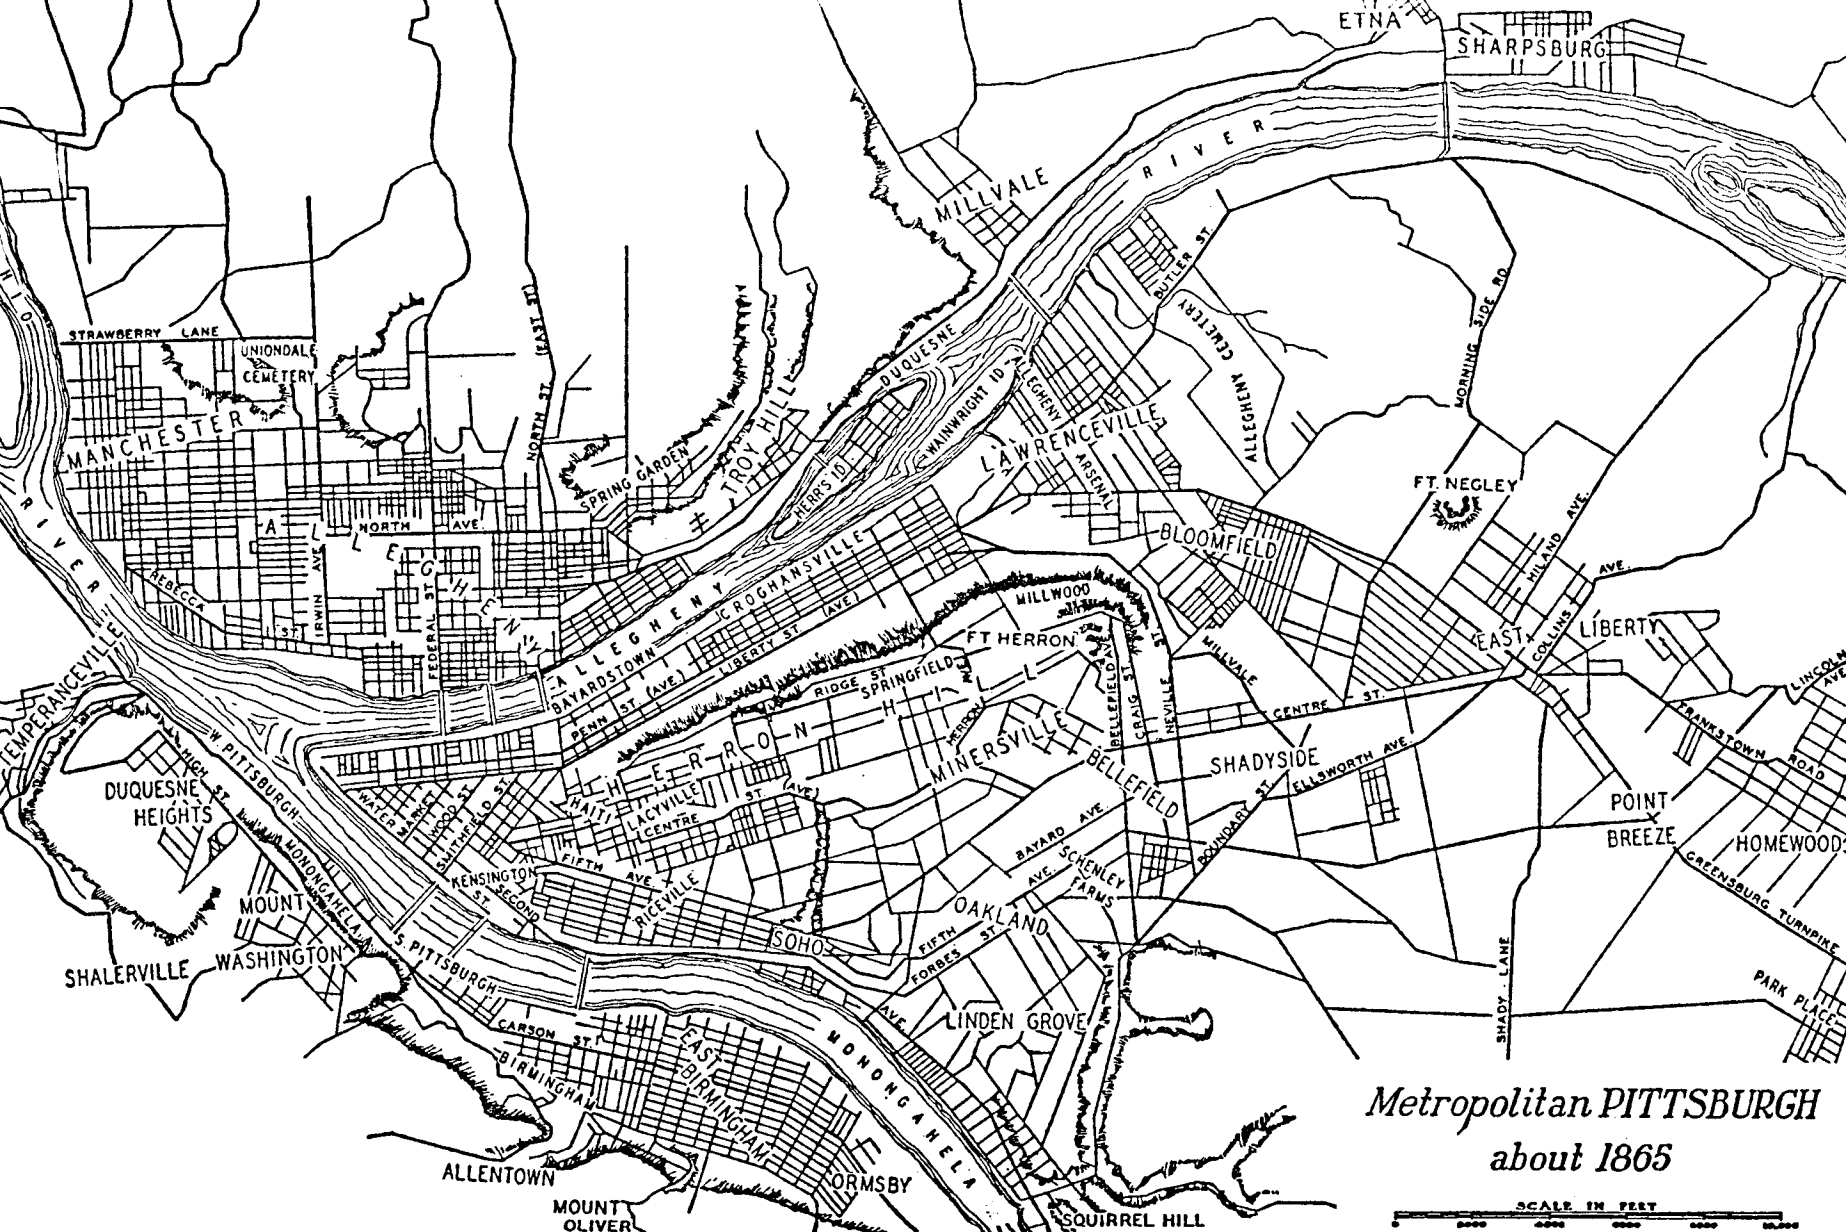 ETNA
SHARPSBURG
RIVER
MILLVALE
BUTLER ST.
MORNING SIDE RD.
ALLEGHENY CEMETERY
OHIO
RIVER
STRAWBERRY LANE
UNIONDALE
CEMETERY
MANCHESTER
NORTH ST. (EAST ST.)
SPRING GARDEN
TROY HILL
DUQUESNE
HERR'S ID.
WAINWRIGHT ID.
ALLEGHENY
LAWRENCEVILLE
ARSENAL
FT. NEGLEY
HILAND AVE.
AVE.
NORTH AVE.
ALLEGHENY
IRWIN AVE
FEDERAL ST.
REBECCA ST.
BLOOMFIELD
CROGHANSVILLE
ALLEGHENY
BAYARDSTOWN
PENN ST. (AVE.)
LIBERTY ST. (AVE)
MILLWOOD
FT HERRON
RIDGE ST.
SPRINGFIELD
HERRON HILL
HERRON
MINERSVILLE
BELLEFIELD AVE
CRAIG ST
NEVILLE ST
MILLVALE
CENTRE ST.
EAST LIBERTY
COLLINS
LINCOLN
AVE.
FRANKSTOWN ROAD
TEMPERANCEVILLE
W. PITTSBURGH
HIGH ST.
DUQUESNE
HEIGHTS
WATER
MARKET
WOOD ST.
SMITHFIELD ST.
HAITI
LACYVILLE
CENTRE ST. (AVE.)
BELLEFIELD
SHADYSIDE
ELLSWORTH AVE.
BOUNDARY ST.
POINT
BREEZE
HOMEWOOD
GREENSBURG TURNPIKE
BAYARD AVE.
SCHENLEY
FARMS
FIFTH AVE.
KENSINGTON
SECOND ST.
RICEVILLE
MONONGAHELA
MOUNT
WASHINGTON
SHALERVILLE
S. PITTSBURGH
SOHO
OAKLAND
FIFTH AVE.
FORBES ST.
AVE.
LINDEN GROVE
SHADY LANE
PARK PLACE
CARSON ST.
BIRMINGHAM
EAST
BIRMINGHAM
MONONGAHELA
ALLENTOWN
ORMSBY
MOUNT
OLIVER
SQUIRREL HILL
Metropolitan PITTSBURGH
about 1865
SCALE IN FEET